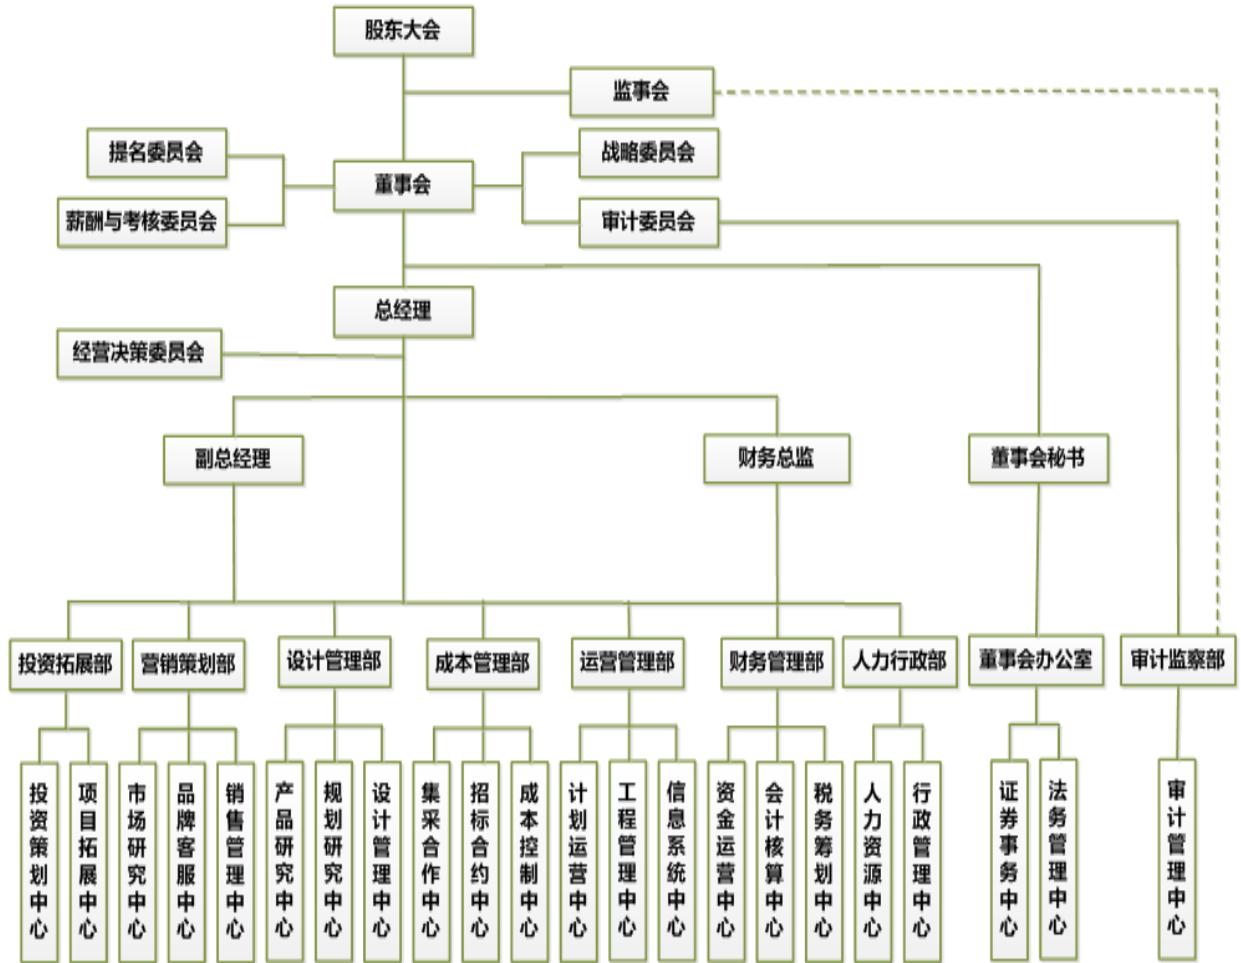 股东大会
监事会
提名委员会
战略委员会
董事会
薪酬与考核委员会
审计委员会
总经理
经营决策委员会
副总经理
财务总监
董事会秘书
投资拓展部
营销策划部
设计管理部
成本管理部
运营管理部
财务管理部
人力行政部
董事会办公室
审计监察部
投资策划中心
项目拓展中心
市场研究中心
品牌客服中心
销售管理中心
产品研究中心
规划研究中心
设计管理中心
集采合作中心
招标合约中心
成本控制中心
计划运营中心
工程管理中心
信息系统中心
资金运营中心
会计核算中心
税务筹划中心
人力资源中心
行政管理中心
证券事务中心
法务管理中心
审计管理中心